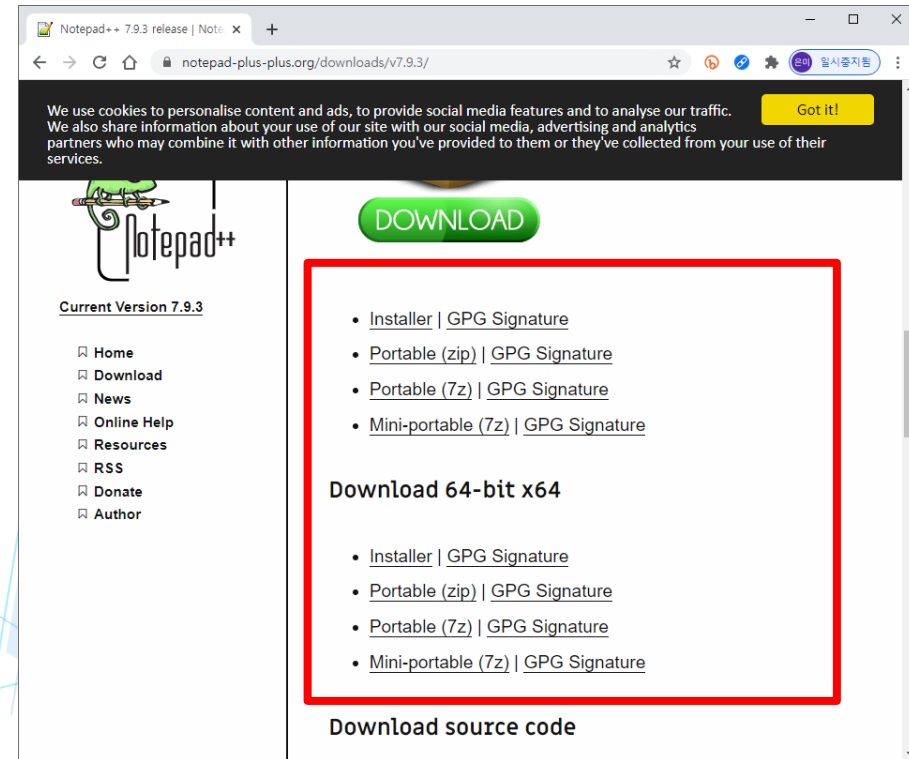 Notepad++ 7.9.3 release | Note
notepad-plus-plus.org/downloads/v7.9.3/
은미 일시중지됨
We use cookies to personalise content and ads, to provide social media features and to analyse our traffic.
We also share information about your use of our site with our social media, advertising and analytics
partners who may combine it with other information you've provided to them or they've collected from your use of their
services.
Got it!
Notepad++
DOWNLOAD
Current Version 7.9.3
Home
Download
News
Online Help
Resources
RSS
Donate
Author
Installer | GPG Signature
Portable (zip) | GPG Signature
Portable (7z) | GPG Signature
Mini-portable (7z) | GPG Signature
Download 64-bit x64
Installer | GPG Signature
Portable (zip) | GPG Signature
Portable (7z) | GPG Signature
Mini-portable (7z) | GPG Signature
Download source code